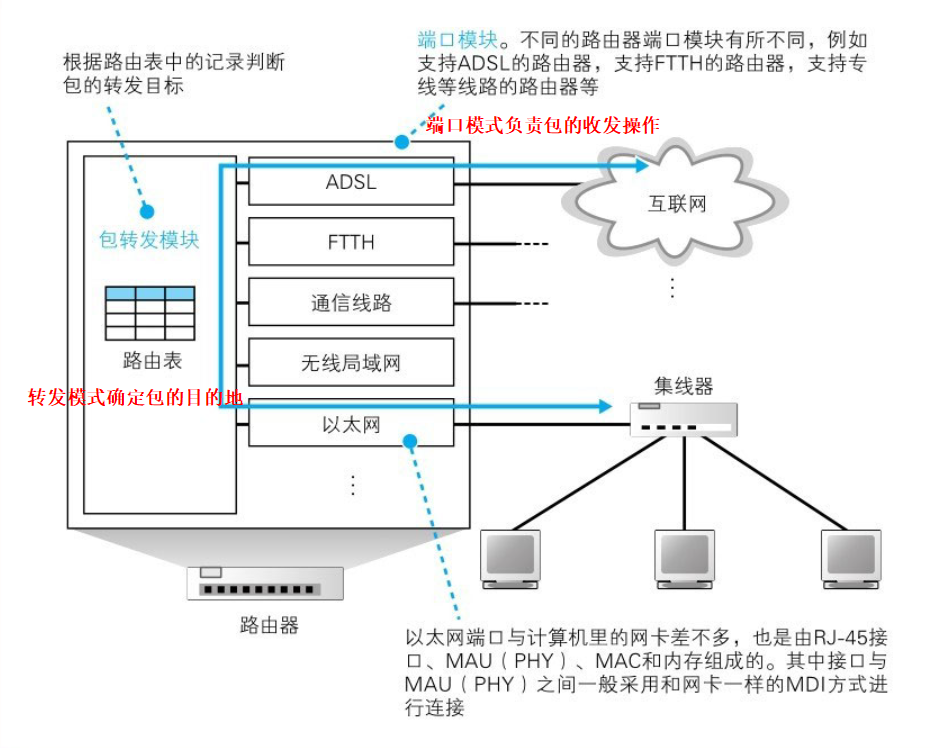 根据路由表中的记录判断
包的转发目标
端口模块。不同的路由器端口模块有所不同，例如
支持ADSL的路由器，支持FTTH的路由器，支持专
线等线路的路由器等
端口模式负责包的收发操作
ADSL
互联网
包转发模块
FTTH
通信线路
路由表
无线局域网
转发模式确定包的目的地
集线器
以太网
路由器
以太网端口与计算机里的网卡差不多，也是由RJ-45接
口、MAU（PHY）、MAC和内存组成的。其中接口与
MAU（PHY）之间一般采用和网卡一样的MDI方式进
行连接